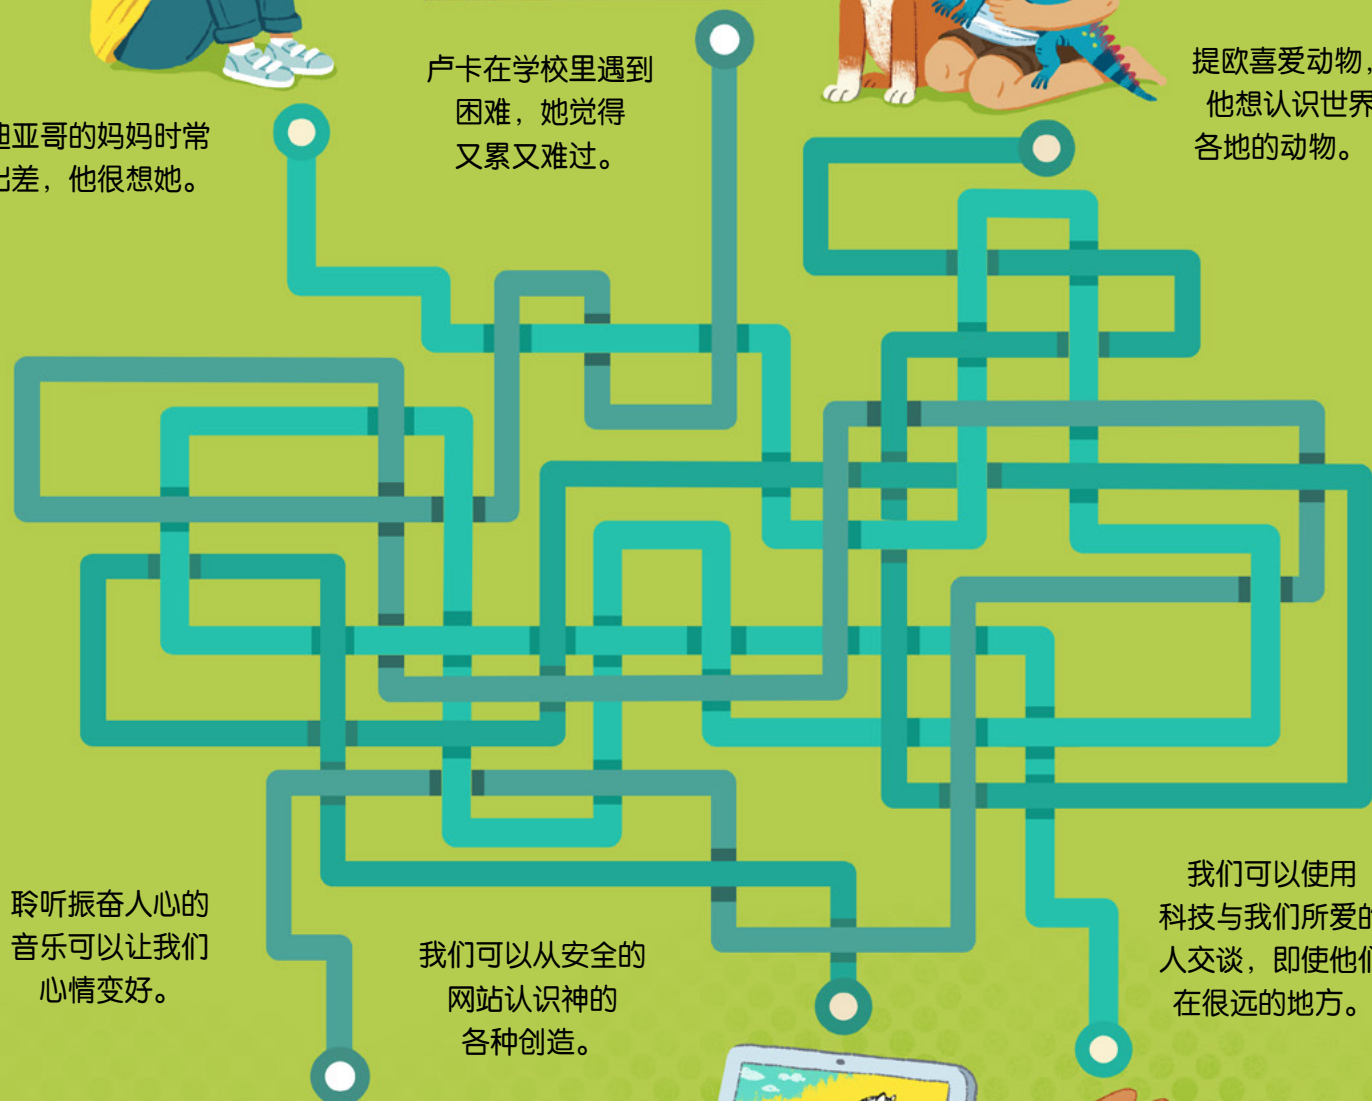 卢卡在学校里遇到
困难，她觉得
又累又难过。
提欧喜爱动物，
他想认识世界
各地的动物。
迪亚哥的妈妈时常
出差，他很想她。
聆听振奋人心的
音乐可以让我们
心情变好。
我们可以从安全的
网站认识神的
各种创造。
我们可以使用
科技与我们所爱的
人交谈，即使他们
在很远的地方。